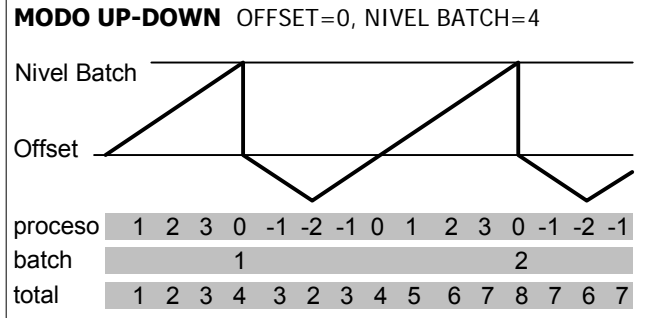 MODO UP-DOWN OFFSET=0, NIVEL BATCH=4
Nivel Batch
Offset
proceso 1 2 3 0 -1 -2 -1 0 1 2 3 0 -1 -2 -1
batch 1 2
total 1 2 3 4 3 2 3 4 5 6 7 8 7 6 7